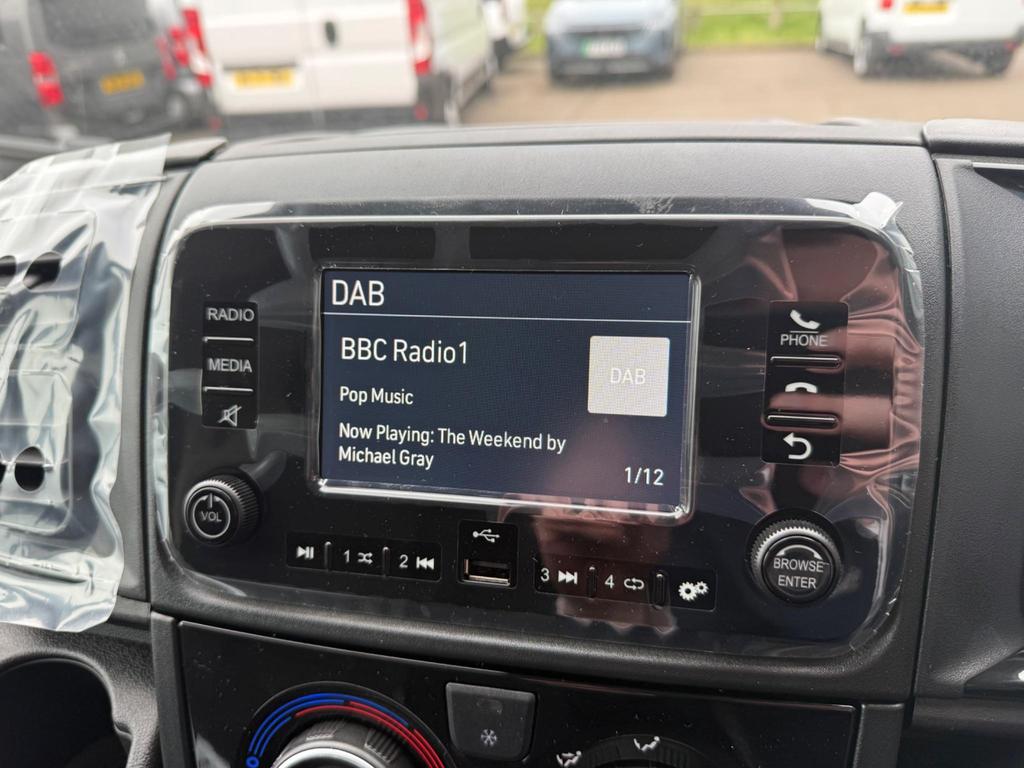 DAB
BBC Radio1
DAB
Pop Music
Now Playing: The Weekend by
Michael Gray
1/12
RADIO
MEDIA
VOL
1
2
3
4
PHONE
BROWSE
ENTER